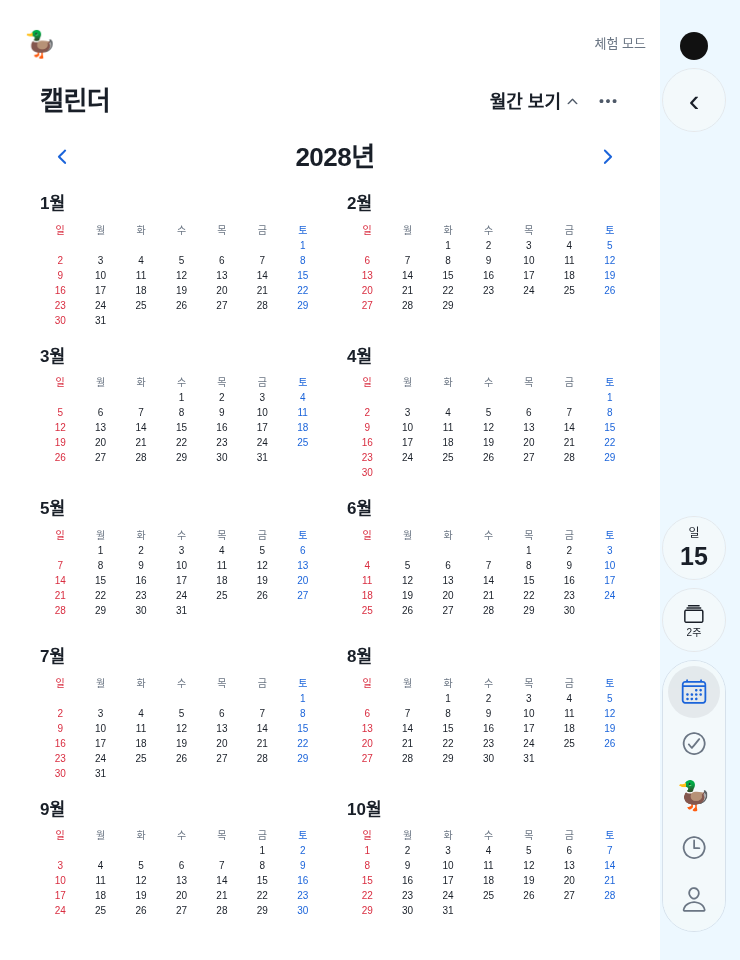 체험 모드
캘린더
월간 보기
2028년
1월 2월
일 월 화 수 목 금 토 일 월 화 수 목 금 토
1 1 2 3 4 5
2 3 4 5 6 7 8 6 7 8 9 10 11 12
9 10 11 12 13 14 15 13 14 15 16 17 18 19
16 17 18 19 20 21 22 20 21 22 23 24 25 26
23 24 25 26 27 28 29 27 28 29
30 31
3월 4월
일 월 화 수 목 금 토 일 월 화 수 목 금 토
1 2 3 4 1
5 6 7 8 9 10 11 2 3 4 5 6 7 8
12 13 14 15 16 17 18 9 10 11 12 13 14 15
19 20 21 22 23 24 25 16 17 18 19 20 21 22
26 27 28 29 30 31 23 24 25 26 27 28 29
30
5월 6월
일 월 화 수 목 금 토 일 월 화 수 목 금 토
1 2 3 4 5 6 1 2 3
7 8 9 10 11 12 13 4 5 6 7 8 9 10
14 15 16 17 18 19 20 11 12 13 14 15 16 17
21 22 23 24 25 26 27 18 19 20 21 22 23 24
28 29 30 31 25 26 27 28 29 30
7월 8월
일 월 화 수 목 금 토 일 월 화 수 목 금 토
1 1 2 3 4 5
2 3 4 5 6 7 8 6 7 8 9 10 11 12
9 10 11 12 13 14 15 13 14 15 16 17 18 19
16 17 18 19 20 21 22 20 21 22 23 24 25 26
23 24 25 26 27 28 29 27 28 29 30 31
30 31
9월 10월
일 월 화 수 목 금 토 일 월 화 수 목 금 토
1 2 1 2 3 4 5 6 7
3 4 5 6 7 8 9 8 9 10 11 12 13 14
10 11 12 13 14 15 16 15 16 17 18 19 20 21
17 18 19 20 21 22 23 22 23 24 25 26 27 28
24 25 26 27 28 29 30 29 30 31
일
15
2주